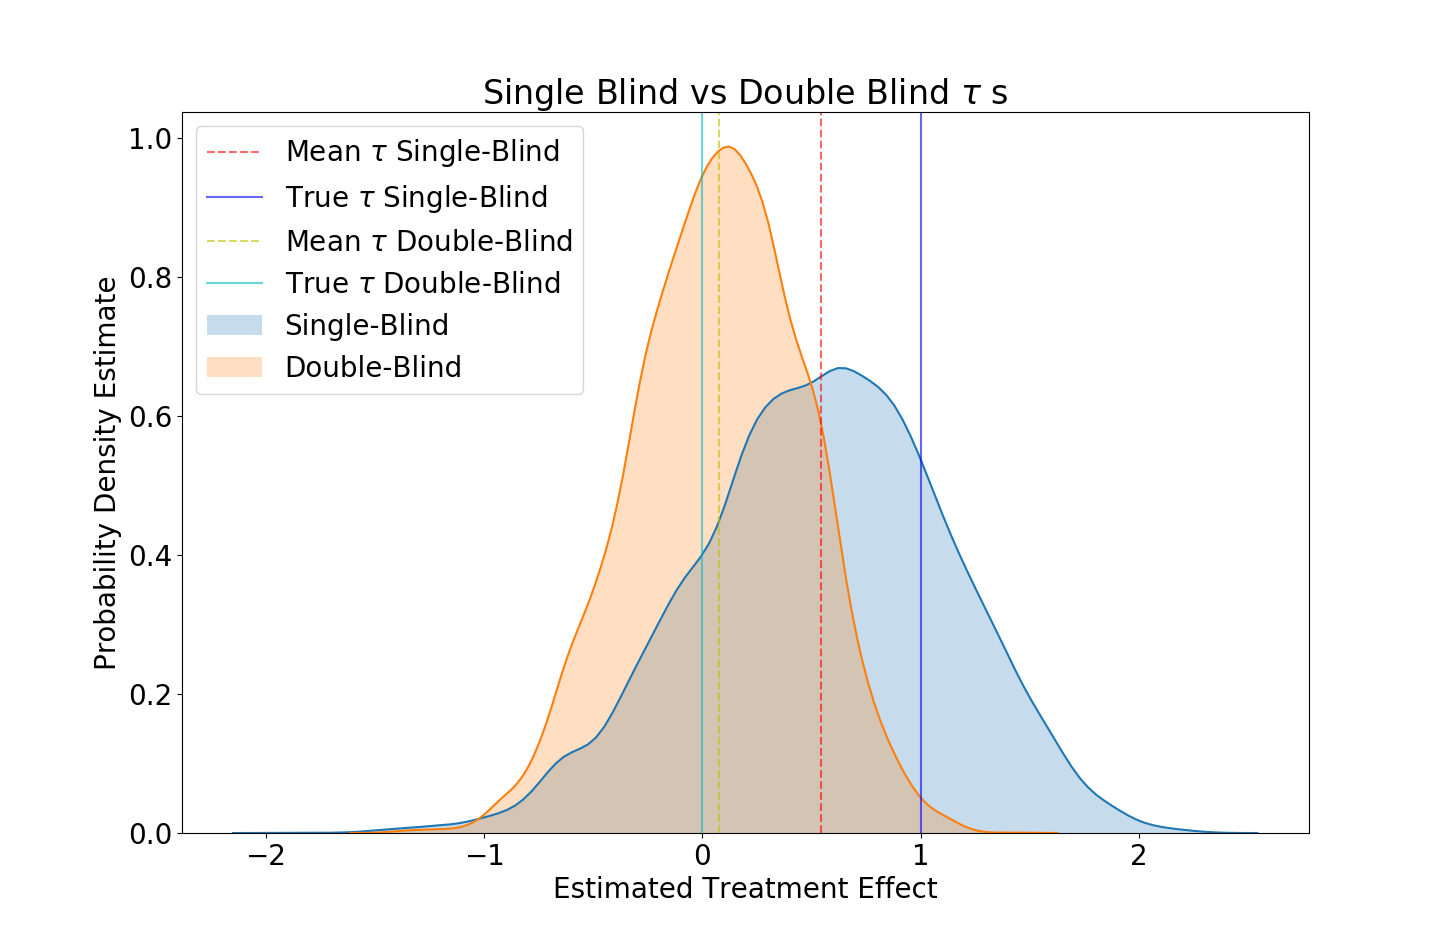 Single Blind vs Double Blind τ s
Mean τ Single-Blind
True τ Single-Blind
Mean τ Double-Blind
True τ Double-Blind
Single-Blind
Double-Blind
Probability Density Estimate
1.0
0.8
0.6
0.4
0.2
0.0
−2 −1 0 1 2
Estimated Treatment Effect